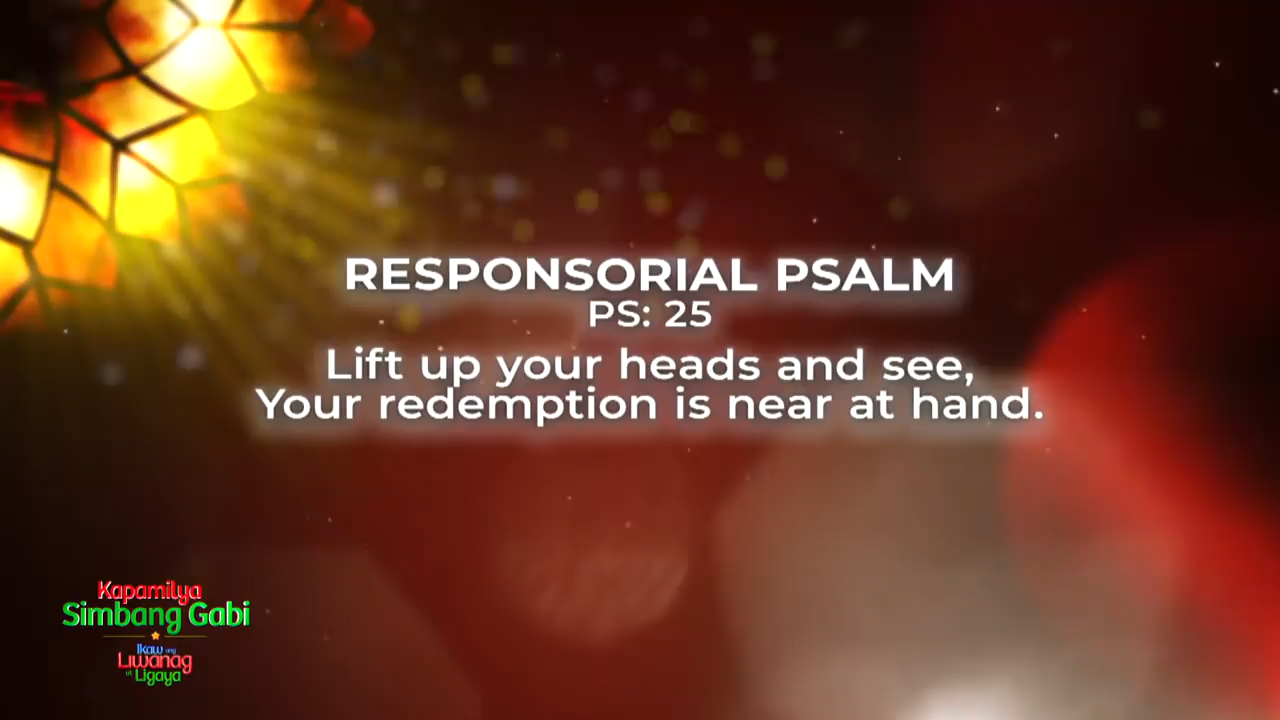 RESPONSORIAL PSALM
PS: 25
Lift up your heads and see,
Your redemption is near at hand.
Kapamilya
Simbang Gabi
Ikaw ang
Liwanag
at Ligaya